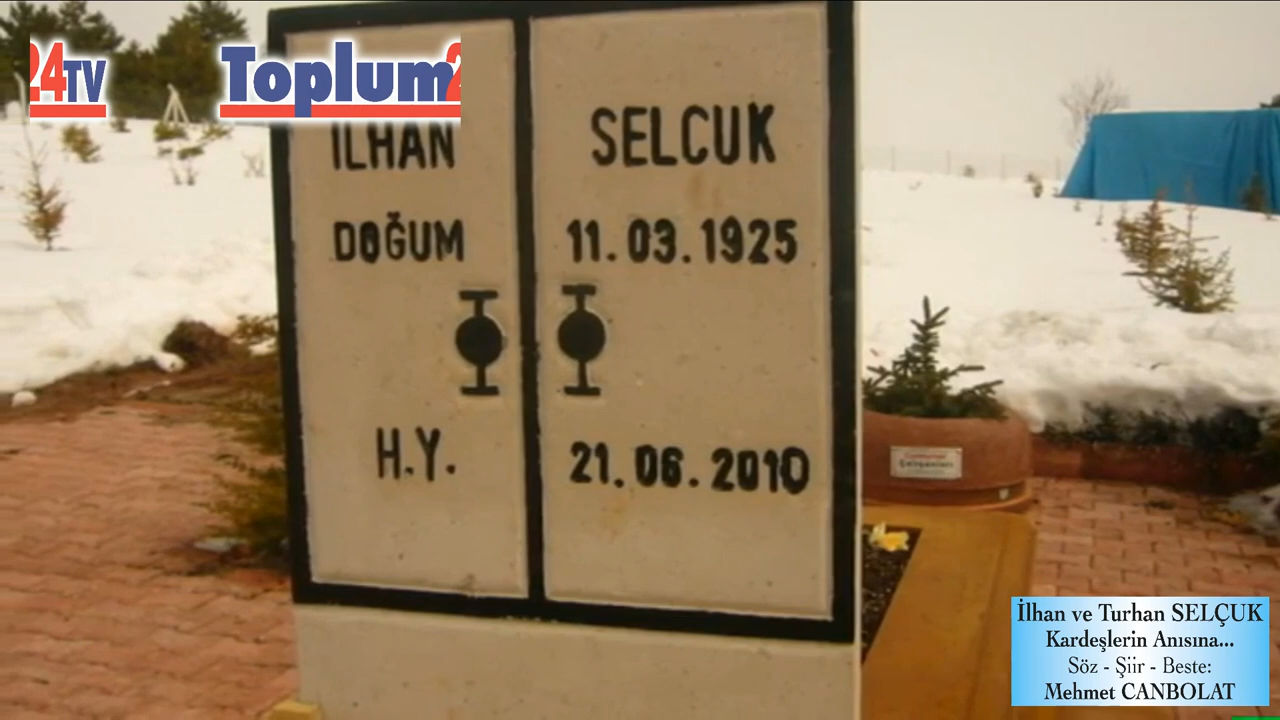 24TV Toplum2
İLHAN SELCUK
DOĞUM 11.03.1925
H.Y. 21.06.2010
Çalışanları
İlhan ve Turhan SELÇUK
Kardeşlerin Anısına...
Söz - Şiir - Beste:
Mehmet CANBOLAT